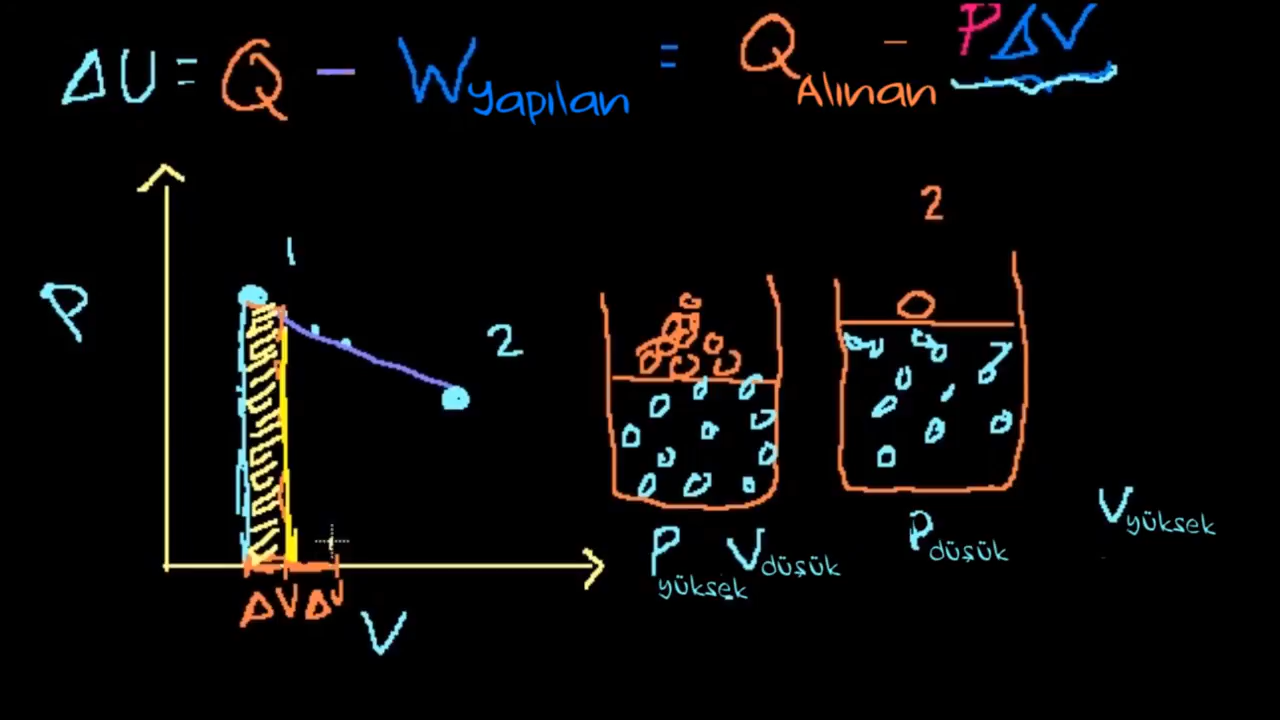 ΔU = Q - W yapılan = Q Alınan - PΔV
1
2
P
2
ΔV ΔV
V
P yüksek V düşük
P düşük V yüksek